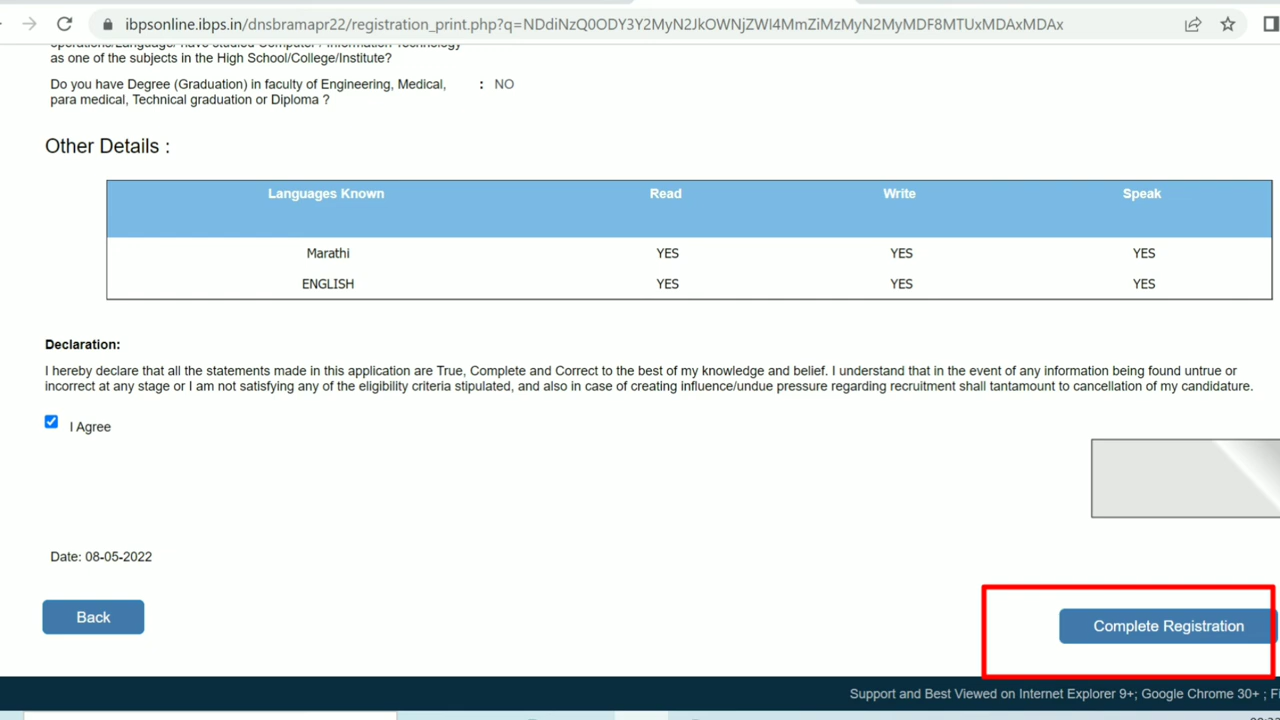 ibpsonline.ibps.in/dnsbramapr22/registration_print.php?q=NDdiNzQ0ODY3Y2MyN2JkOWNjZWI4MmZiMzMyN2MyMDF8MTUxMDAxMDAx
operations/Language/ have studied Computer / Information Technology
as one of the subjects in the High School/College/Institute?
Do you have Degree (Graduation) in faculty of Engineering, Medical, : NO
para medical, Technical graduation or Diploma ?
Other Details :
Languages Known Read Write Speak
Marathi YES YES YES
ENGLISH YES YES YES
Declaration:
I hereby declare that all the statements made in this application are True, Complete and Correct to the best of my knowledge and belief. I understand that in the event of any information being found untrue or
incorrect at any stage or I am not satisfying any of the eligibility criteria stipulated, and also in case of creating influence/undue pressure regarding recruitment shall tantamount to cancellation of my candidature.
I Agree
Date: 08-05-2022
Back
Complete Registration
Support and Best Viewed on Internet Explorer 9+; Google Chrome 30+ ;